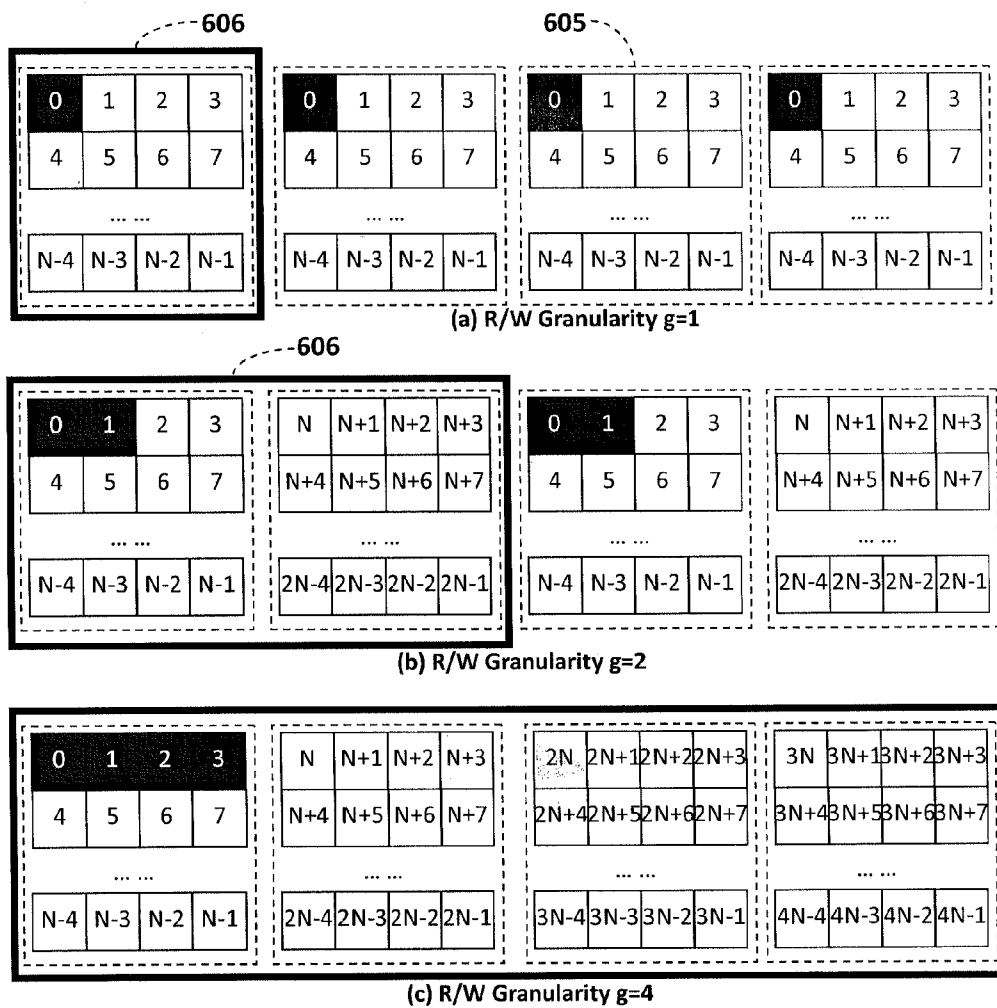 606 605
0 1 2 3 0 1 2 3 0 1 2 3 0 1 2 3
4 5 6 7 4 5 6 7 4 5 6 7 4 5 6 7
... ... ... ... ... ... ... ...
N-4 N-3 N-2 N-1 N-4 N-3 N-2 N-1 N-4 N-3 N-2 N-1 N-4 N-3 N-2 N-1
(a) R/W Granularity g=1
606
0 1 2 3 N N+1 N+2 N+3 0 1 2 3 N N+1 N+2 N+3
4 5 6 7 N+4 N+5 N+6 N+7 4 5 6 7 N+4 N+5 N+6 N+7
... ... ... ... ... ... ... ...
N-4 N-3 N-2 N-1 2N-4 2N-3 2N-2 2N-1 N-4 N-3 N-2 N-1 2N-4 2N-3 2N-2 2N-1
(b) R/W Granularity g=2
0 1 2 3 N N+1 N+2 N+3 2N 2N+1 2N+2 2N+3 3N 3N+1 3N+2 3N+3
4 5 6 7 N+4 N+5 N+6 N+7 2N+4 2N+5 2N+6 2N+7 3N+4 3N+5 3N+6 3N+7
... ... ... ... ... ... ... ...
N-4 N-3 N-2 N-1 2N-4 2N-3 2N-2 2N-1 3N-4 3N-3 3N-2 3N-1 4N-4 4N-3 4N-2 4N-1
(c) R/W Granularity g=4